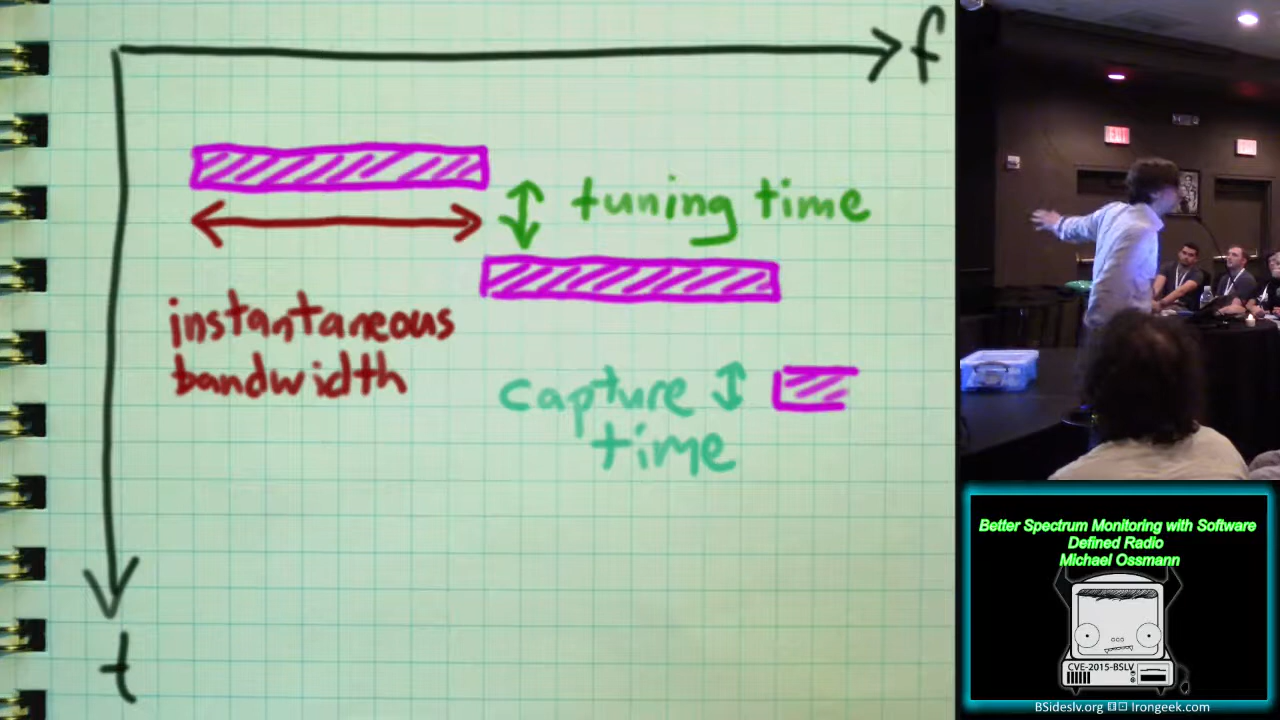 f
tuning time
instantaneous
bandwidth
capture
time
t
EXIT
Better Spectrum Monitoring with Software
Defined Radio
Michael Ossmann
CVE-2015-BSLV
BSideslv.org
Irongeek.com